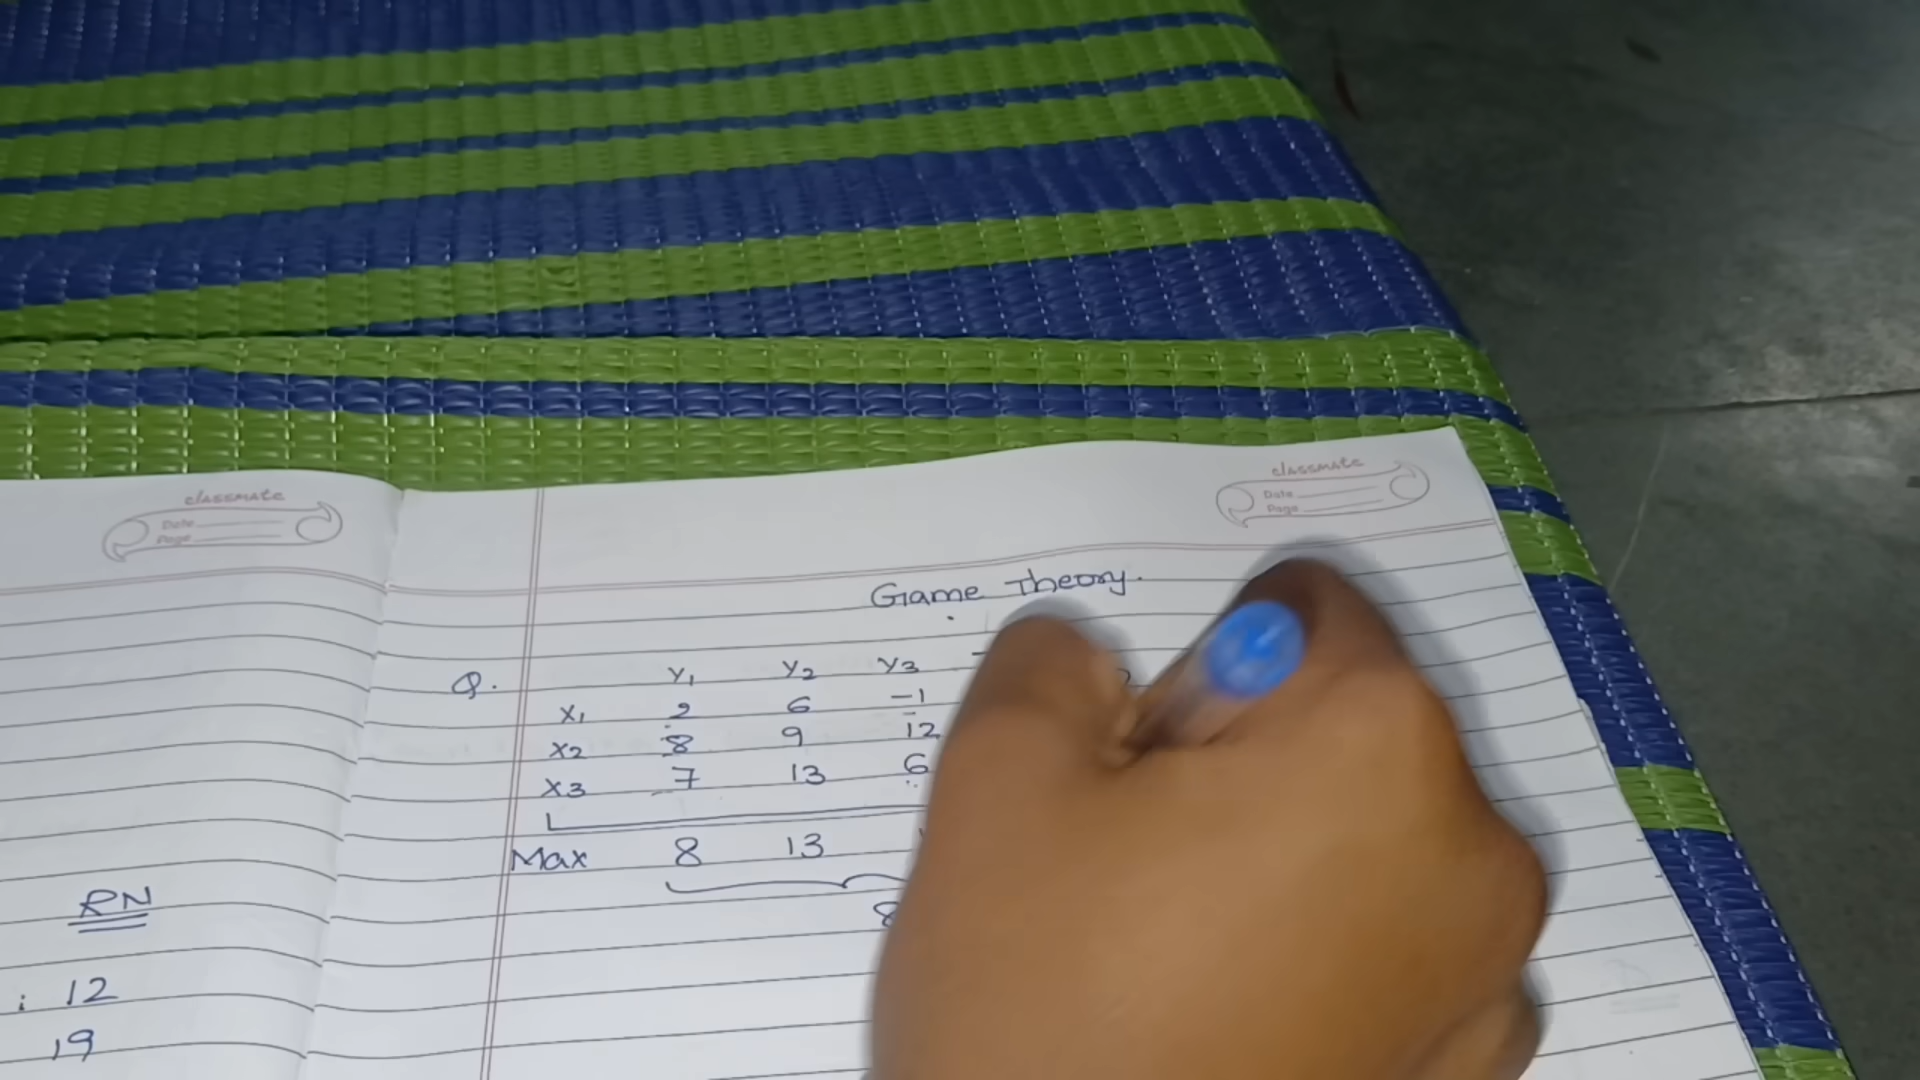 classmate
Date
Page
classmate
Date
Page
Game Theory.
Q. Y1 Y2 Y3
X1 2 6 -1
X2 8 9 12
X3 7 13 6
Max 8 13
8
RN
: 12
19